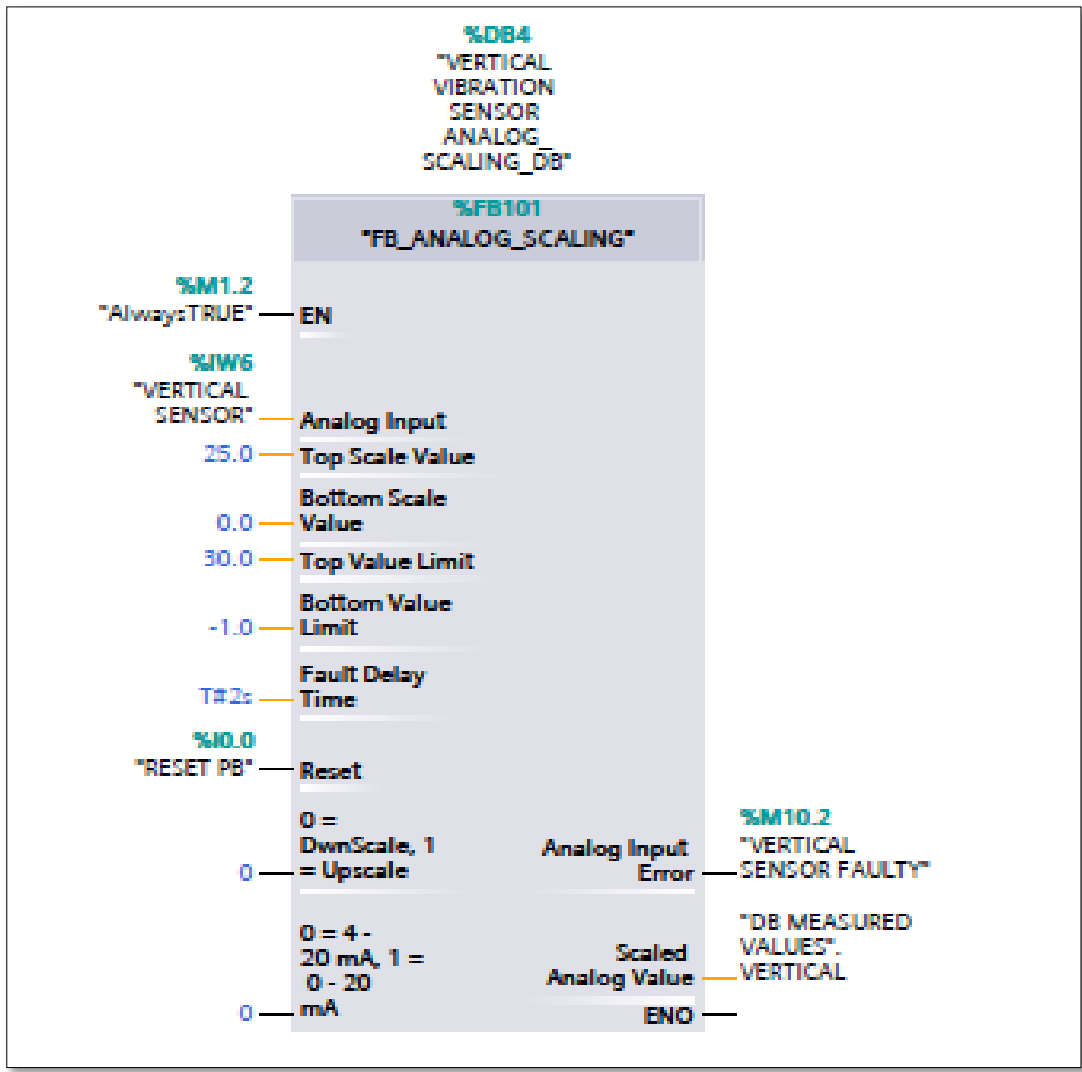 %DB4
"VERTICAL
VIBRATION
SENSOR
ANALOG_
SCALING_DB"
%FB101
"FB_ANALOG_SCALING"
%M1.2
"AlwaysTRUE"
EN
%IW6
"VERTICAL
SENSOR"
Analog Input
25.0
Top Scale Value
Bottom Scale
0.0
Value
30.0
Top Value Limit
Bottom Value
-1.0
Limit
Fault Delay
T#2s
Time
%I0.0
"RESET PB"
Reset
0 =
DwnScale, 1
0
= Upscale
Analog Input
Error
%M10.2
"VERTICAL
SENSOR FAULTY"
0 = 4 -
20 mA, 1 =
0 - 20
0
mA
Scaled
Analog Value
"DB MEASURED
VALUES".
VERTICAL
ENO